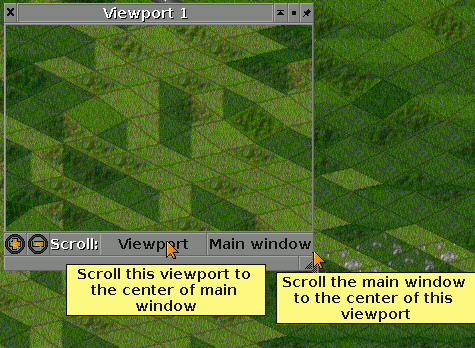 Viewport 1
Scroll: Viewport Main window
Scroll this viewport to
the center of main
window
Scroll the main window
to the center of this
viewport